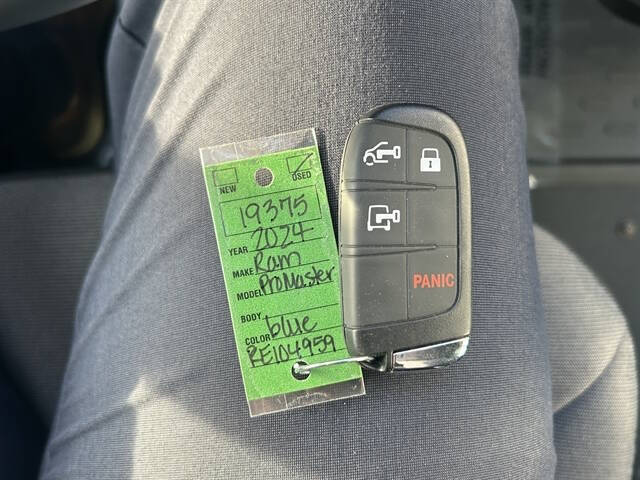 NEW USED
19375
YEAR 2024
MAKE Ram
MODEL ProMaster
BODY
COLOR blue
RE104959
PANIC